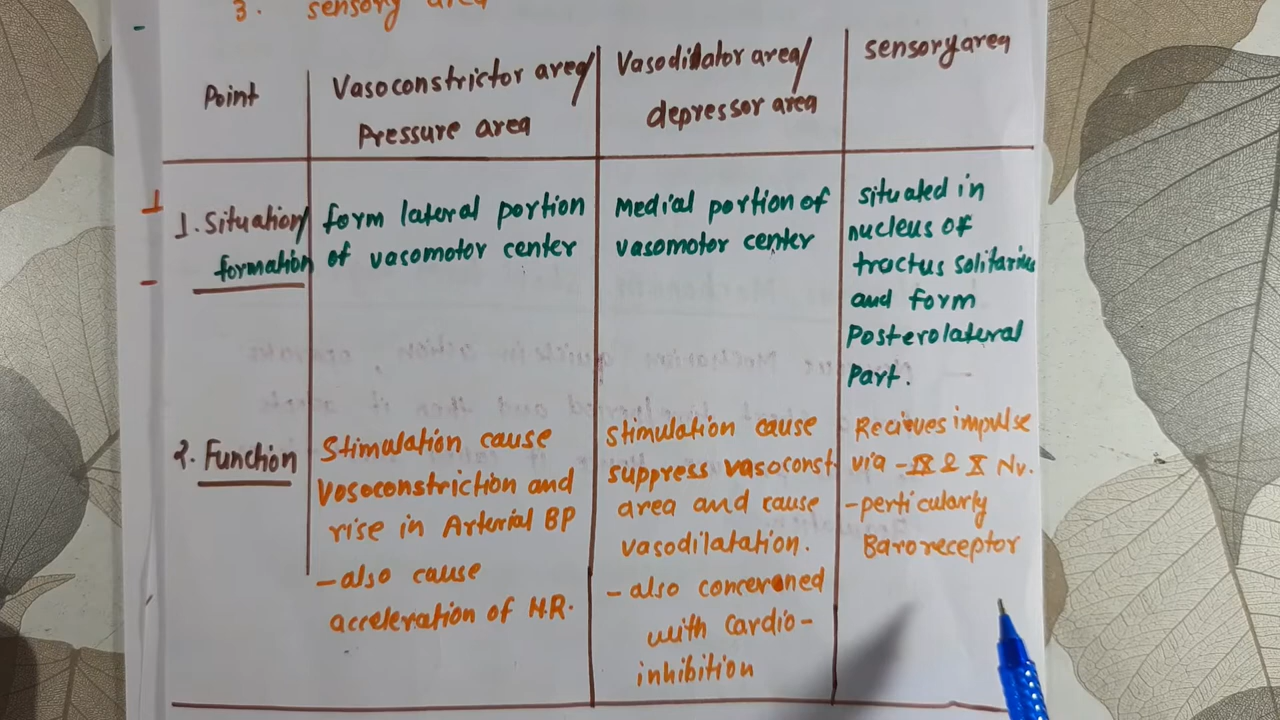 3. sensory area
Point
Vasoconstrictor area/
Pressure area
Vasodilator area/
depressor area
sensory area
1. Situation/
formation
form lateral portion
of vasomotor center
Medial portion of
vasomotor center
situated in
nucleus of
tractus solitarius
and form
Posterolateral
Part.
2. Function
Stimulation cause
Vosoconstriction and
rise in Arterial BP
- also cause
acceleration of H.R.
stimulation cause
suppress vasoconst
area and cause
vasodilatation.
- also concerened
with cardio-
inhibition
Recieves impulse
via - IX & X Nv.
- perticularly
Baroreceptor